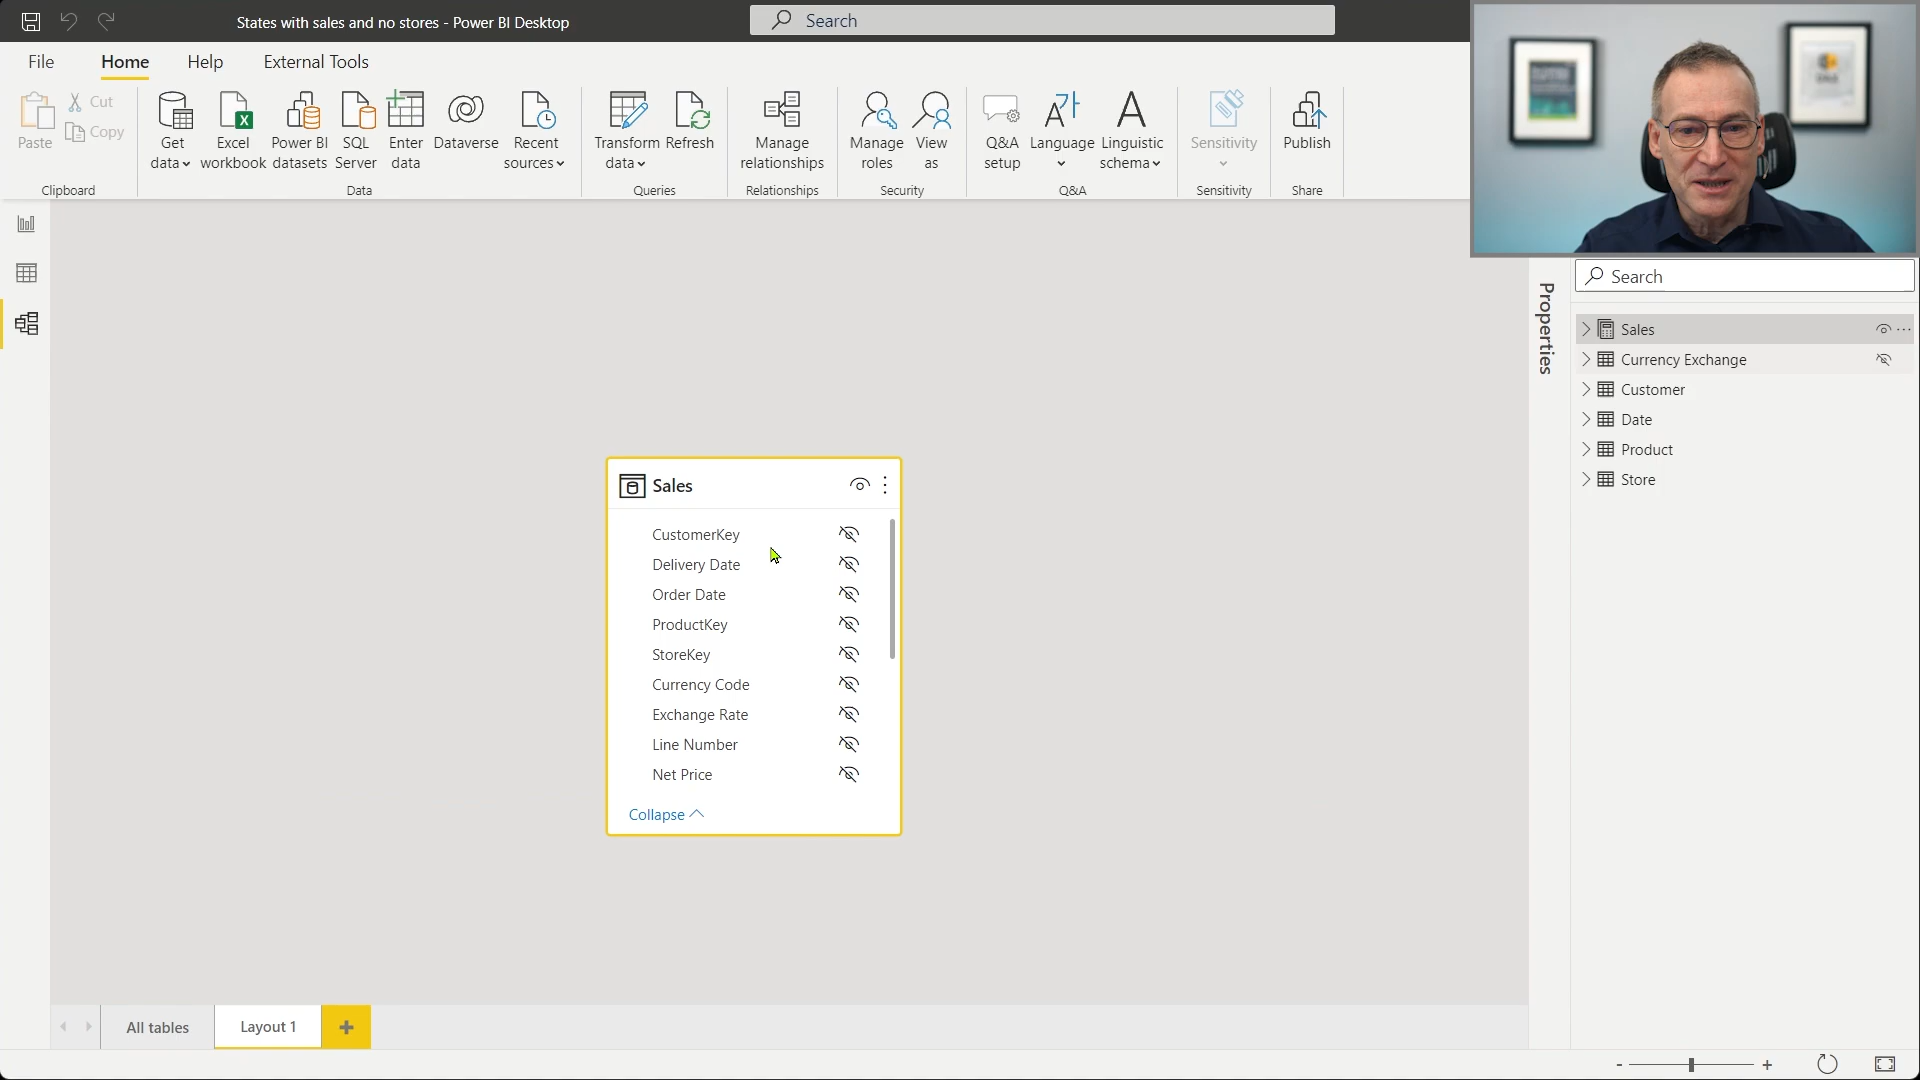 States with sales and no stores - Power BI Desktop
Search
File
Home
Help
External Tools
Paste
Cut
Copy
Clipboard
Get
data
Excel
workbook
Power BI
datasets
SQL
Server
Enter
data
Dataverse
Recent
sources
Data
Transform
data
Refresh
Queries
Manage
relationships
Relationships
Manage
roles
View
as
Security
Q&A
setup
Language
Linguistic
schema
Q&A
Sensitivity
Sensitivity
Publish
Share
Properties
Search
Sales
Currency Exchange
Customer
Date
Product
Store
Sales
CustomerKey
Delivery Date
Order Date
ProductKey
StoreKey
Currency Code
Exchange Rate
Line Number
Net Price
Collapse
All tables
Layout 1